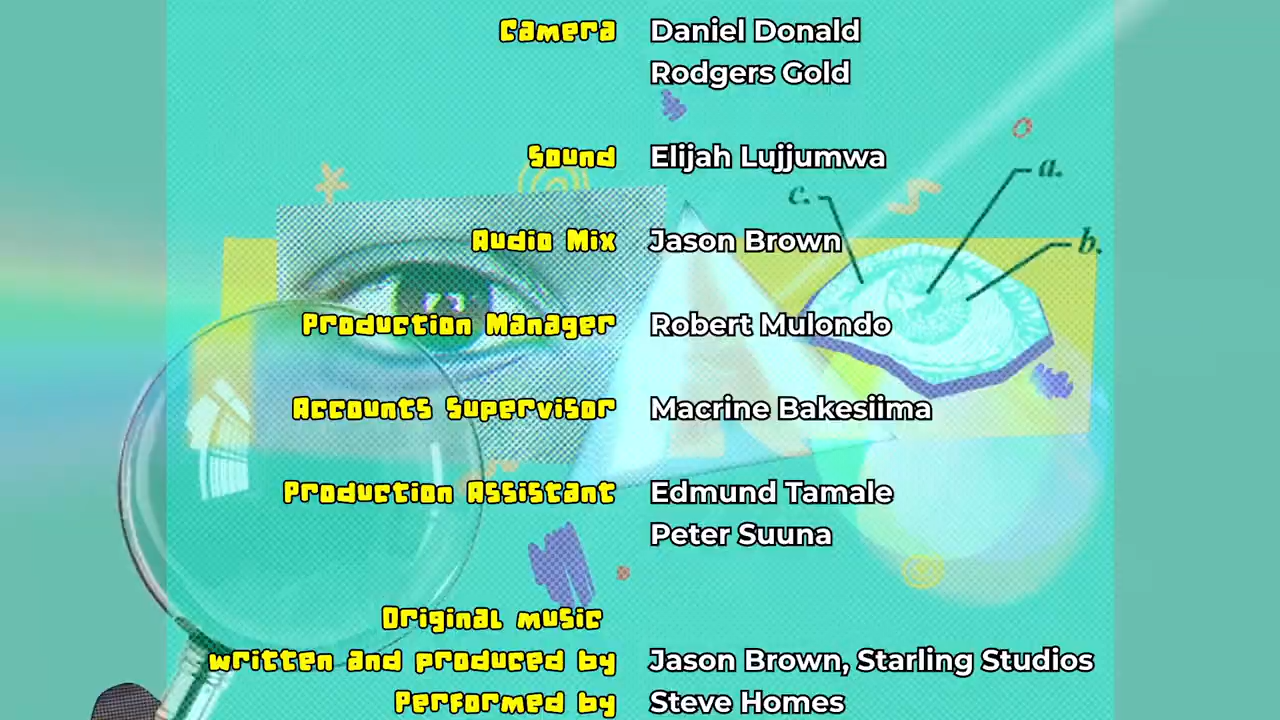 Camera Daniel Donald
Rodgers Gold
Sound Elijah Lujjumwa
a.
c.
Audio Mix Jason Brown
b.
Production Manager Robert Mulondo
Accounts Supervisor Macrine Bakesiima
Production Assistant Edmund Tamale
Peter Suuna
Original music
written and produced by Jason Brown, Starling Studios
Performed by Steve Homes